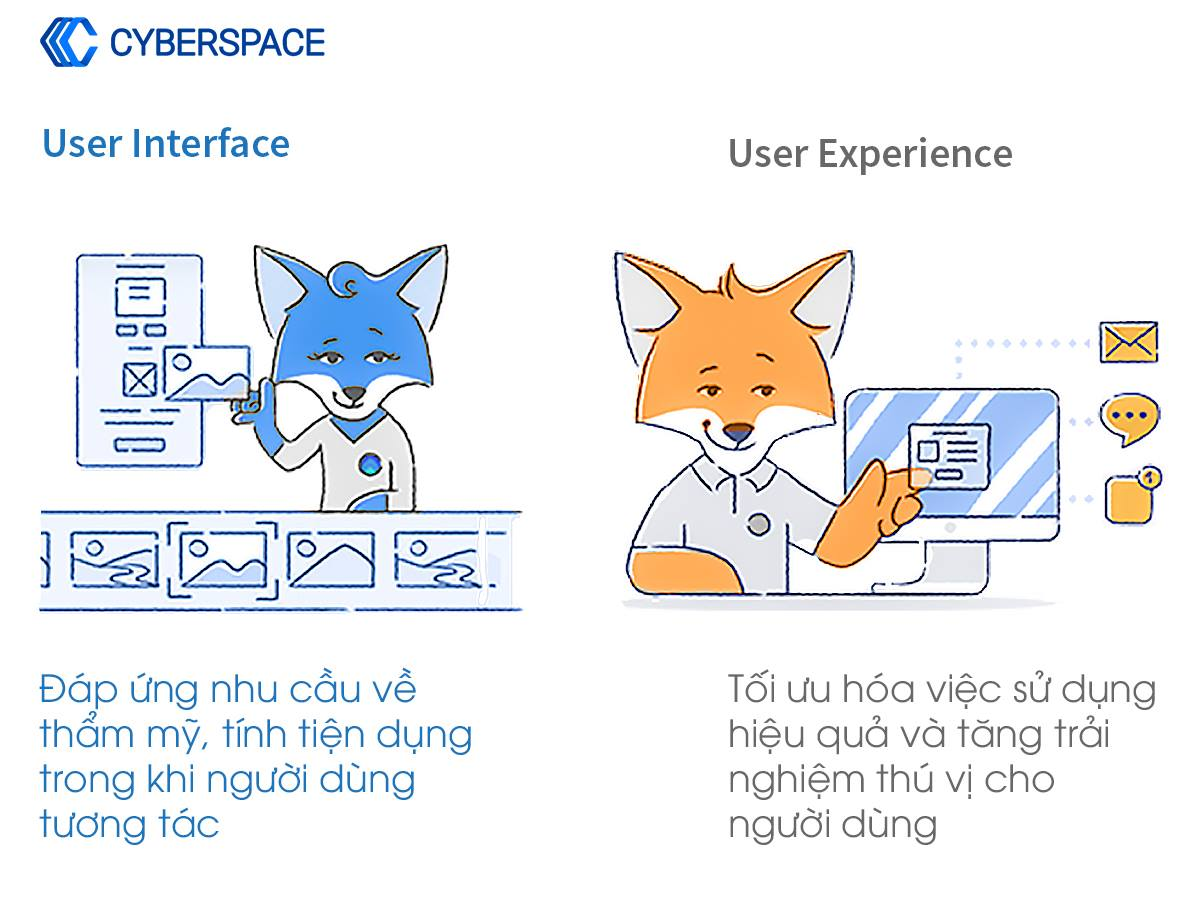 CYBERSPACE
User Interface
User Experience
1
Đáp ứng nhu cầu về
thẩm mỹ, tính tiện dụng
trong khi người dùng
tương tác
Tối ưu hóa việc sử dụng
hiệu quả và tăng trải
nghiệm thú vị cho
người dùng